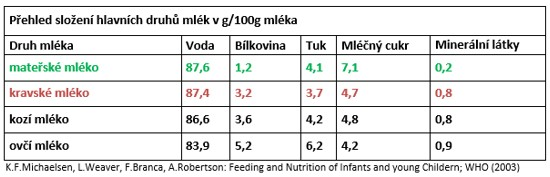 Přehled složení hlavních druhů mlék v g/100g mléka
Druh mléka Voda Bílkovina Tuk Mléčný cukr Minerální látky
mateřské mléko 87,6 1,2 4,1 7,1 0,2
kravské mléko 87,4 3,2 3,7 4,7 0,8
kozí mléko 86,6 3,6 4,2 4,8 0,8
ovčí mléko 83,9 5,2 6,2 4,2 0,9
K.F.Michaelsen, L.Weaver, F.Branca, A.Robertson: Feeding and Nutrition of Infants and young Childern; WHO (2003)